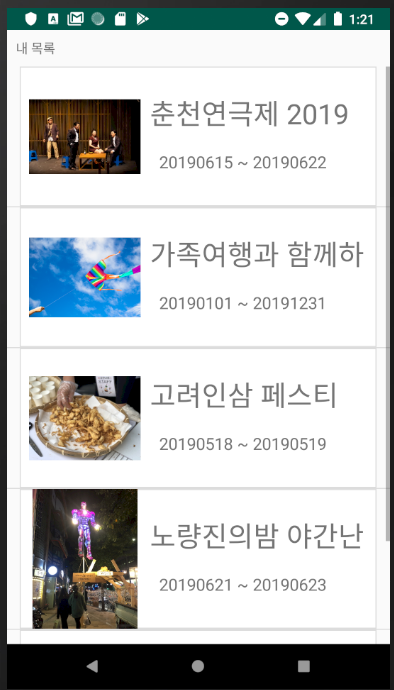 1:21
내 목록
춘천연극제 2019
20190615 ~ 20190622
가족여행과 함께하
20190101 ~ 20191231
고려인삼 페스티
20190518 ~ 20190519
노량진의밤 야간난
20190621 ~ 20190623